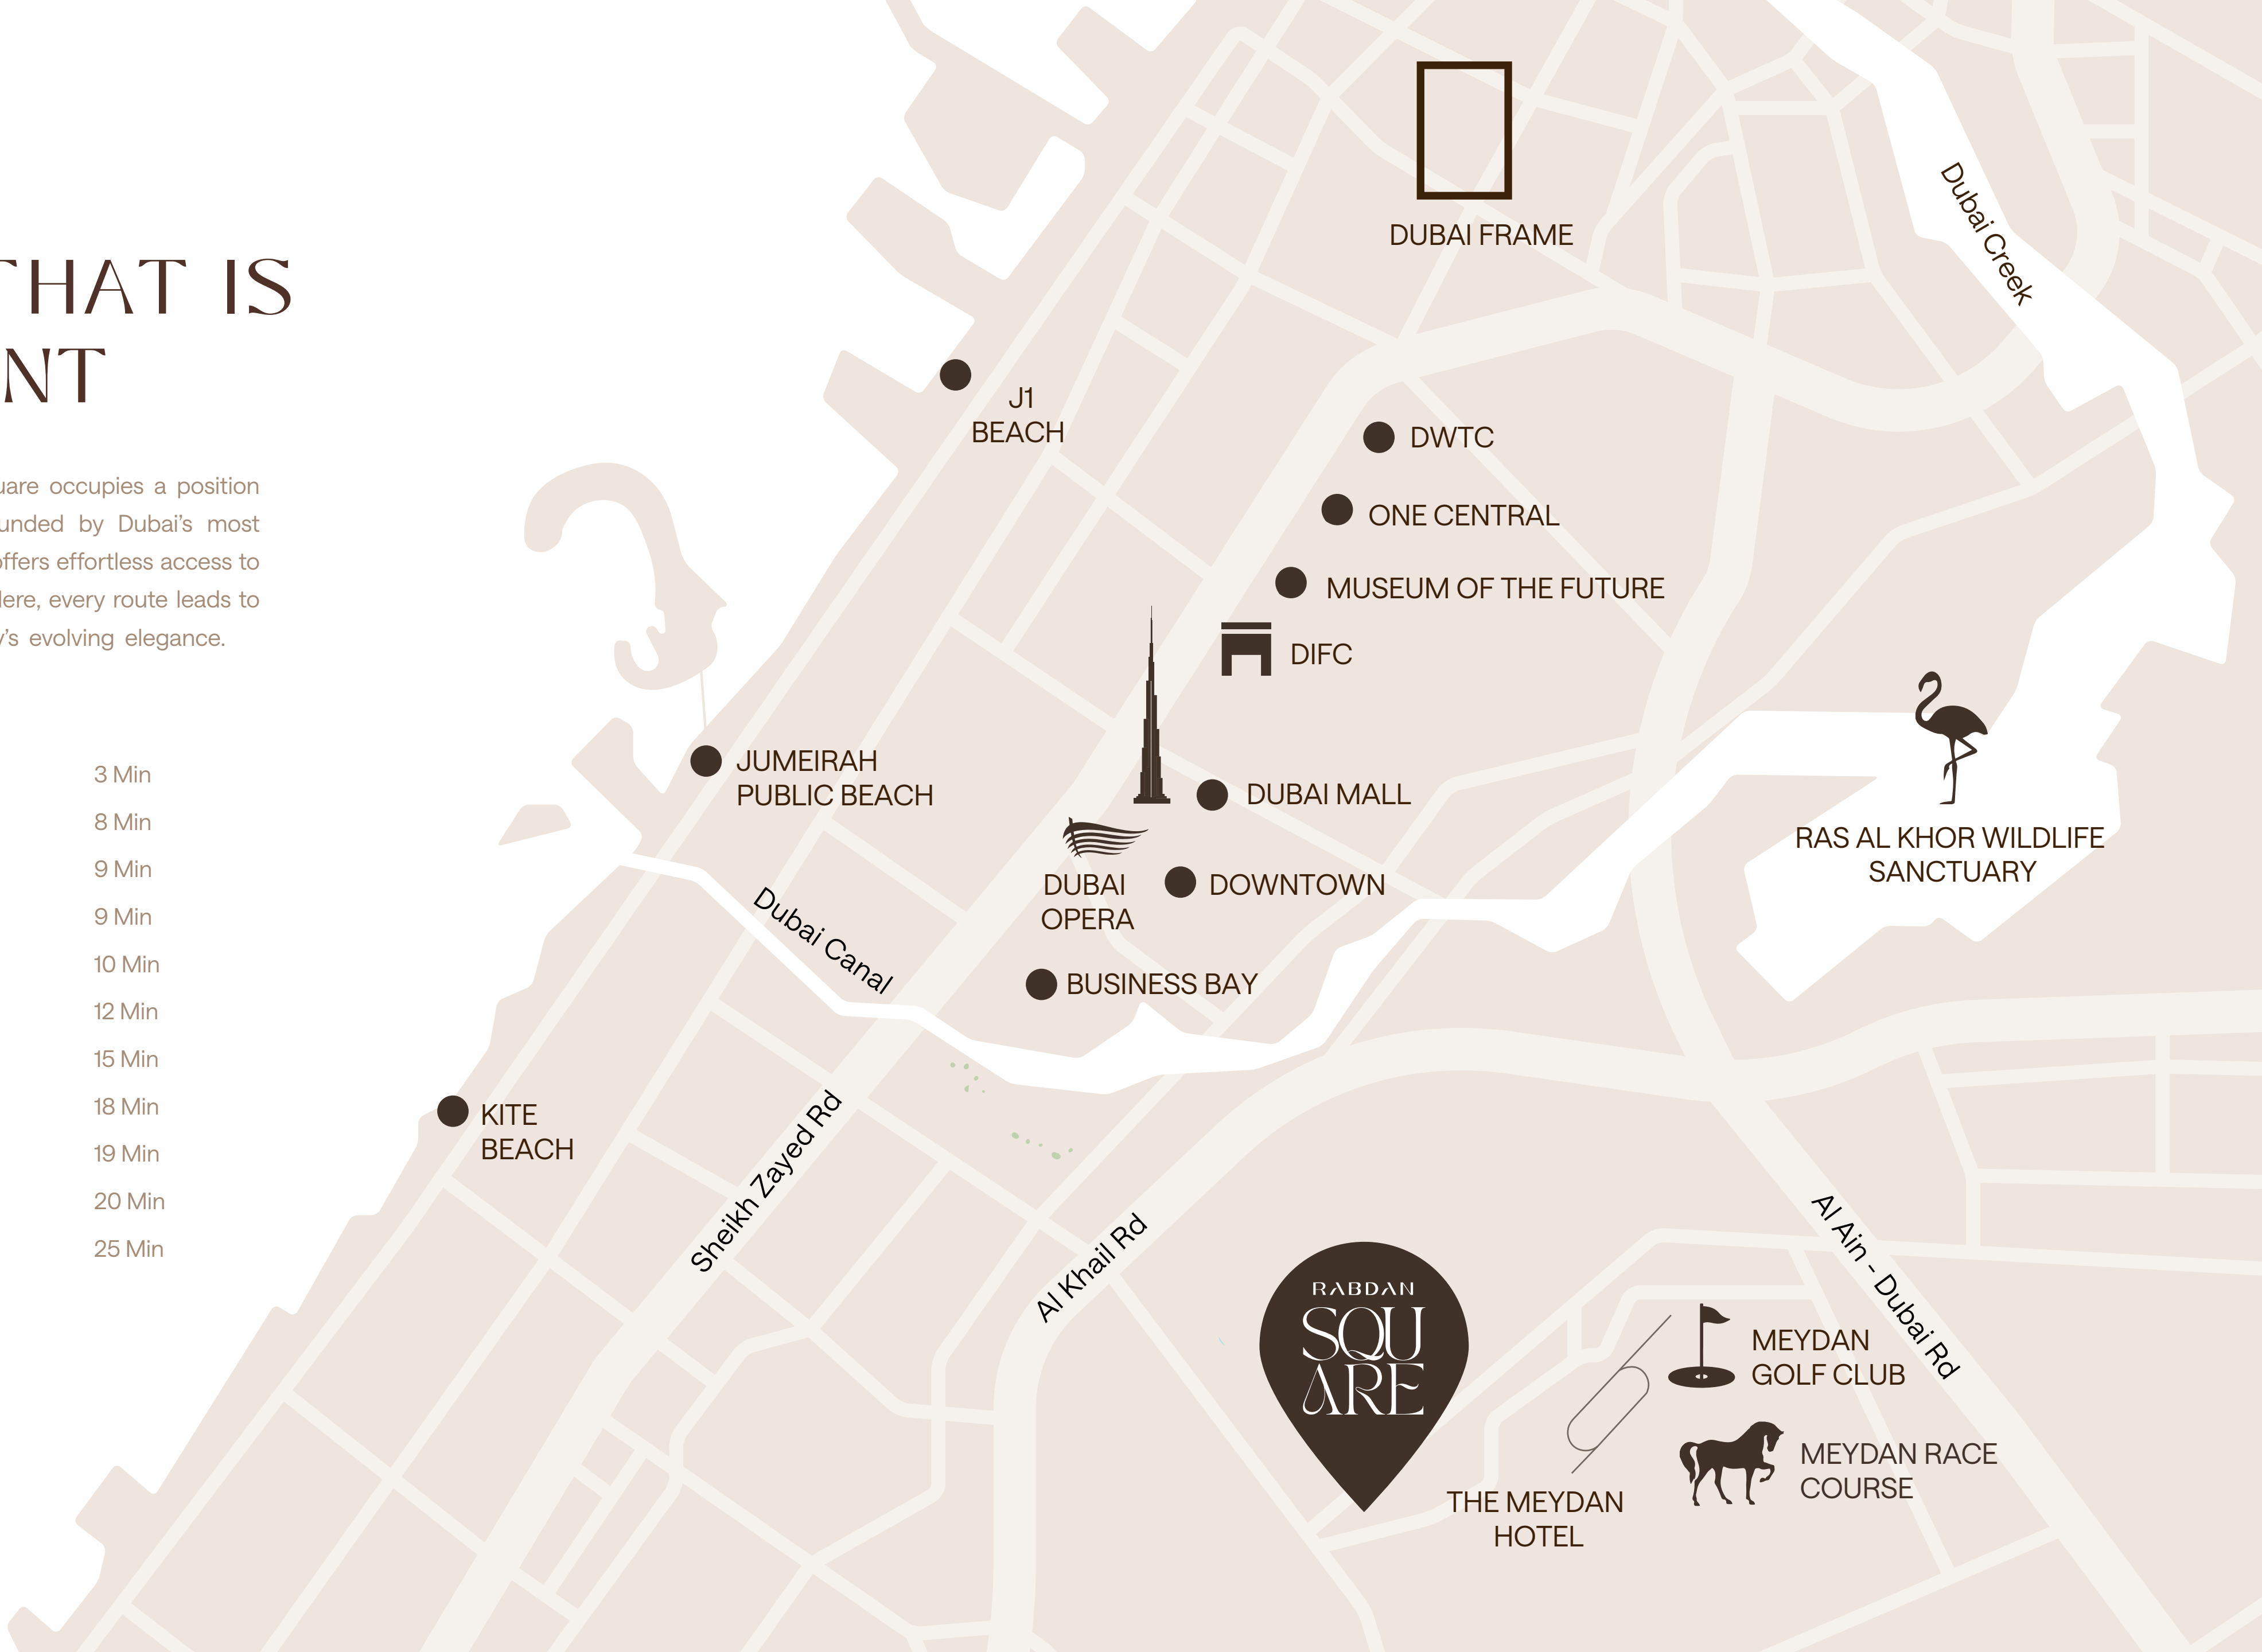 THAT IS
NT
uare occupies a position
unded by Dubai’s most
offers effortless access to
Here, every route leads to
y’s evolving elegance.
3 Min
8 Min
9 Min
9 Min
10 Min
12 Min
15 Min
18 Min
19 Min
20 Min
25 Min
DUBAI FRAME
Dubai Creek
J1
BEACH
DWTC
ONE CENTRAL
MUSEUM OF THE FUTURE
DIFC
JUMEIRAH
PUBLIC BEACH
DUBAI MALL
RAS AL KHOR WILDLIFE
SANCTUARY
DUBAI
OPERA
DOWNTOWN
Dubai Canal
BUSINESS BAY
KITE
BEACH
Sheikh Zayed Rd
Al Khail Rd
Al Ain - Dubai Rd
RABDAN
SQU
ARE
MEYDAN
GOLF CLUB
MEYDAN RACE
COURSE
THE MEYDAN
HOTEL